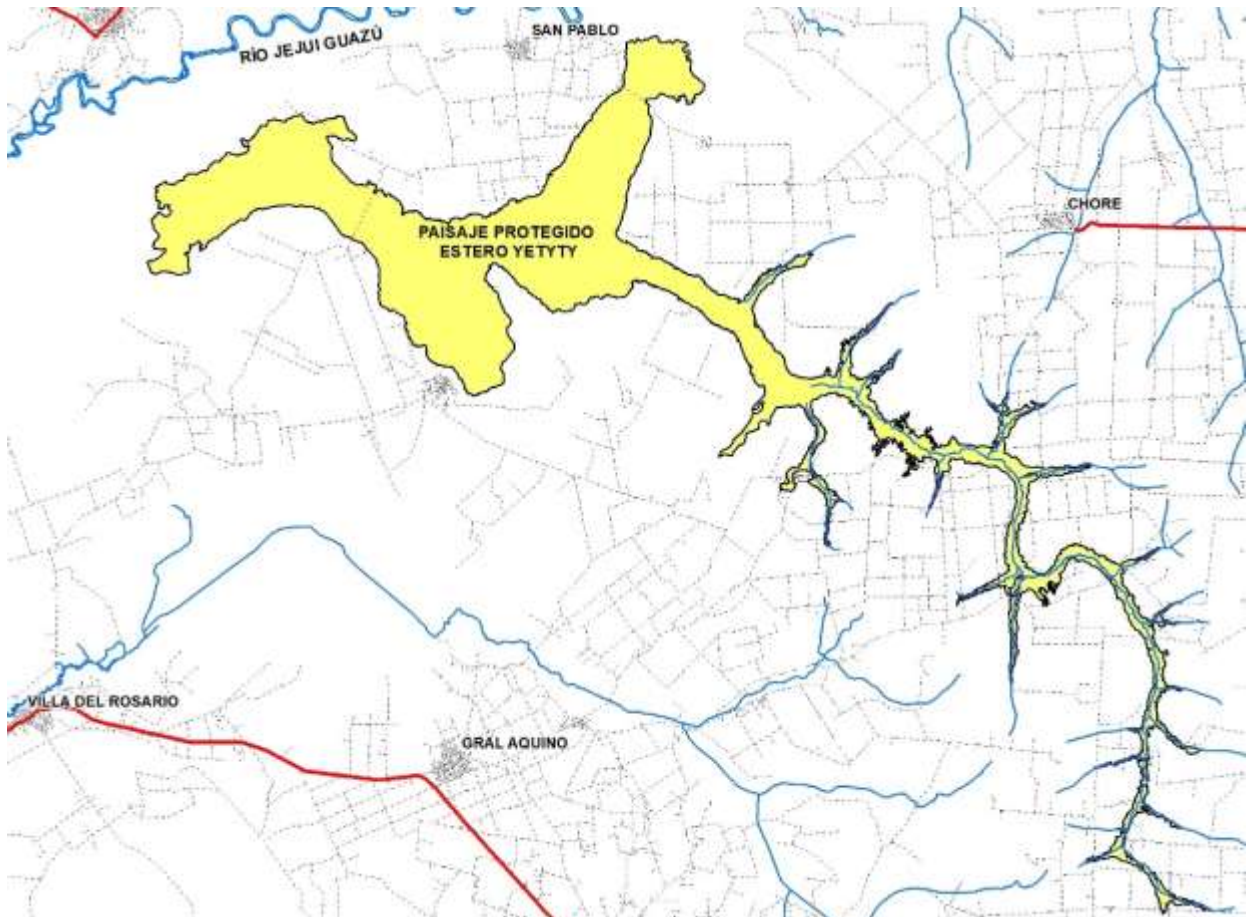 SAN PABLO
RÍO JEJUI GUAZÚ
CHORE
PAISAJE PROTEGIDO
ESTERO YETYTY
VILLA DEL ROSARIO
GRAL AQUINO